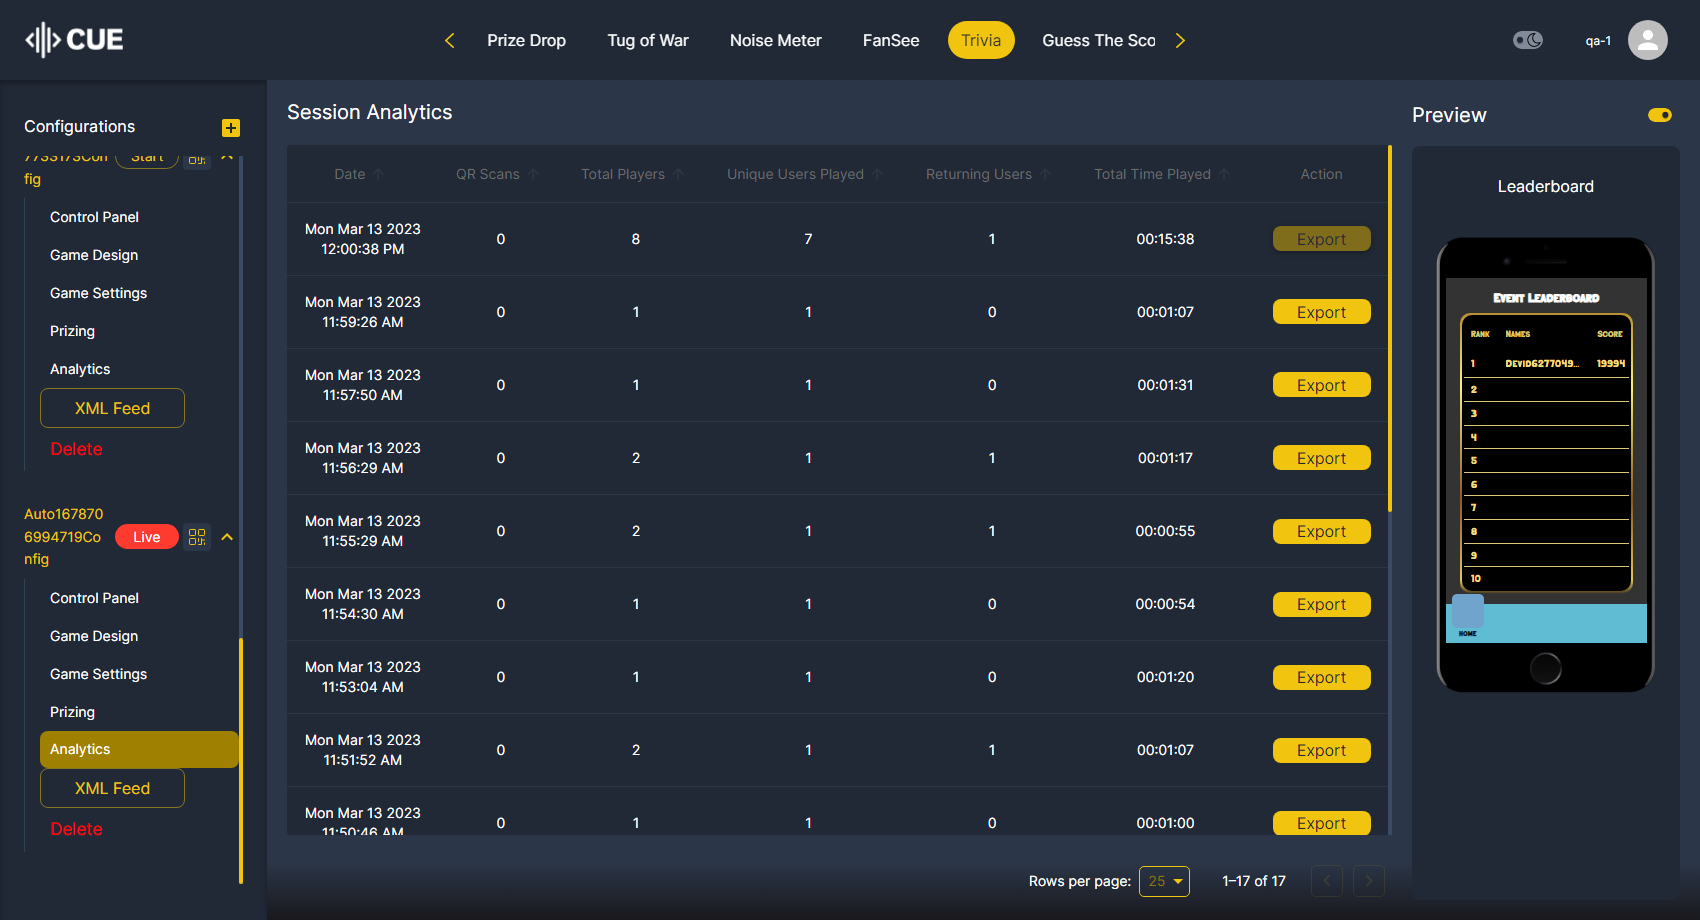 CUE
Prize Drop
Tug of War
Noise Meter
FanSee
Trivia
Guess The Sco
qa-1
Configurations
7733173Con
fig
Start
Control Panel
Game Design
Game Settings
Prizing
Analytics
XML Feed
Delete
Auto167870
6994719Co
nfig
Live
Control Panel
Game Design
Game Settings
Prizing
Analytics
XML Feed
Delete
Session Analytics
Date QR Scans Total Players Unique Users Played Returning Users Total Time Played Action
Mon Mar 13 2023
12:00:38 PM
0 8 7 1 00:15:38 Export
Mon Mar 13 2023
11:59:26 AM
0 1 1 0 00:01:07 Export
Mon Mar 13 2023
11:57:50 AM
0 1 1 0 00:01:31 Export
Mon Mar 13 2023
11:56:29 AM
0 2 1 1 00:01:17 Export
Mon Mar 13 2023
11:55:29 AM
0 2 1 1 00:00:55 Export
Mon Mar 13 2023
11:54:30 AM
0 1 1 0 00:00:54 Export
Mon Mar 13 2023
11:53:04 AM
0 1 1 0 00:01:20 Export
Mon Mar 13 2023
11:51:52 AM
0 2 1 1 00:01:07 Export
Mon Mar 13 2023
11:50:46 AM
0 1 1 0 00:01:00 Export
Rows per page: 25 1–17 of 17
Preview
Leaderboard
Event Leaderboard
Rank Names Score
1 Devid6277049... 19994
2
3
4
5
6
7
8
9
10
HOME